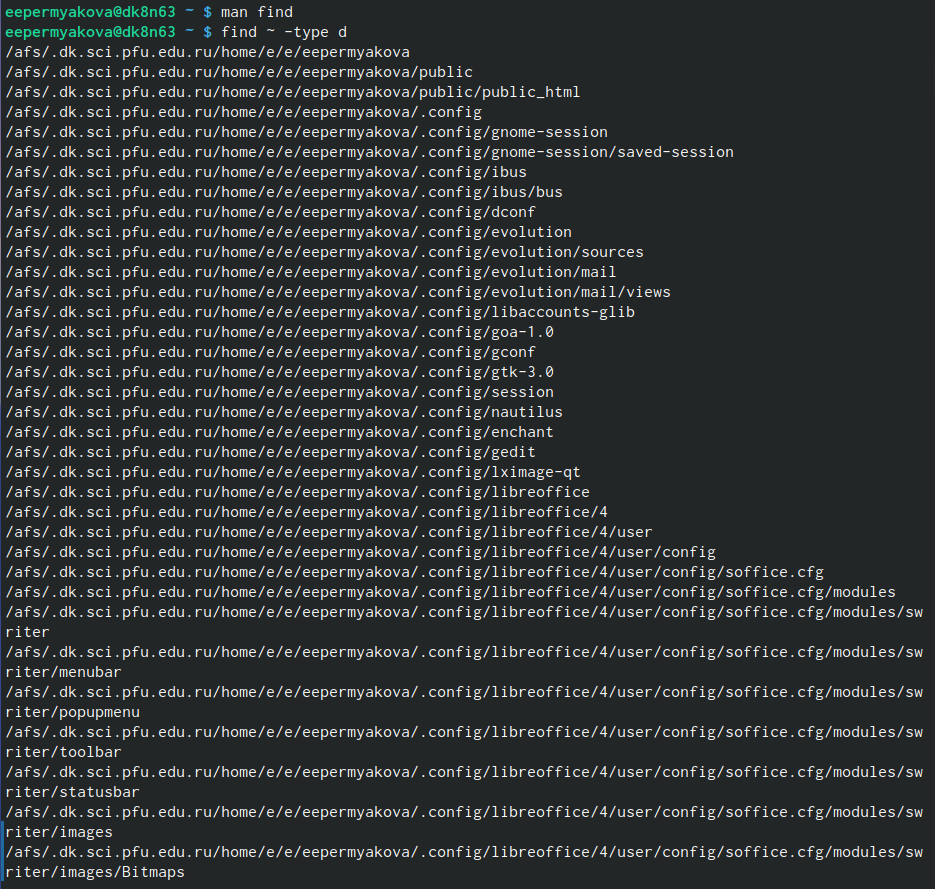 eepermyakova@dk8n63 ~ $ man find
eepermyakova@dk8n63 ~ $ find ~ -type d
/afs/.dk.sci.pfu.edu.ru/home/e/e/eepermyakova
/afs/.dk.sci.pfu.edu.ru/home/e/e/eepermyakova/public
/afs/.dk.sci.pfu.edu.ru/home/e/e/eepermyakova/public/public_html
/afs/.dk.sci.pfu.edu.ru/home/e/e/eepermyakova/.config
/afs/.dk.sci.pfu.edu.ru/home/e/e/eepermyakova/.config/gnome-session
/afs/.dk.sci.pfu.edu.ru/home/e/e/eepermyakova/.config/gnome-session/saved-session
/afs/.dk.sci.pfu.edu.ru/home/e/e/eepermyakova/.config/ibus
/afs/.dk.sci.pfu.edu.ru/home/e/e/eepermyakova/.config/ibus/bus
/afs/.dk.sci.pfu.edu.ru/home/e/e/eepermyakova/.config/dconf
/afs/.dk.sci.pfu.edu.ru/home/e/e/eepermyakova/.config/evolution
/afs/.dk.sci.pfu.edu.ru/home/e/e/eepermyakova/.config/evolution/sources
/afs/.dk.sci.pfu.edu.ru/home/e/e/eepermyakova/.config/evolution/mail
/afs/.dk.sci.pfu.edu.ru/home/e/e/eepermyakova/.config/evolution/mail/views
/afs/.dk.sci.pfu.edu.ru/home/e/e/eepermyakova/.config/libaccounts-glib
/afs/.dk.sci.pfu.edu.ru/home/e/e/eepermyakova/.config/goa-1.0
/afs/.dk.sci.pfu.edu.ru/home/e/e/eepermyakova/.config/gconf
/afs/.dk.sci.pfu.edu.ru/home/e/e/eepermyakova/.config/gtk-3.0
/afs/.dk.sci.pfu.edu.ru/home/e/e/eepermyakova/.config/session
/afs/.dk.sci.pfu.edu.ru/home/e/e/eepermyakova/.config/nautilus
/afs/.dk.sci.pfu.edu.ru/home/e/e/eepermyakova/.config/enchant
/afs/.dk.sci.pfu.edu.ru/home/e/e/eepermyakova/.config/gedit
/afs/.dk.sci.pfu.edu.ru/home/e/e/eepermyakova/.config/lximage-qt
/afs/.dk.sci.pfu.edu.ru/home/e/e/eepermyakova/.config/libreoffice
/afs/.dk.sci.pfu.edu.ru/home/e/e/eepermyakova/.config/libreoffice/4
/afs/.dk.sci.pfu.edu.ru/home/e/e/eepermyakova/.config/libreoffice/4/user
/afs/.dk.sci.pfu.edu.ru/home/e/e/eepermyakova/.config/libreoffice/4/user/config
/afs/.dk.sci.pfu.edu.ru/home/e/e/eepermyakova/.config/libreoffice/4/user/config/soffice.cfg
/afs/.dk.sci.pfu.edu.ru/home/e/e/eepermyakova/.config/libreoffice/4/user/config/soffice.cfg/modules
/afs/.dk.sci.pfu.edu.ru/home/e/e/eepermyakova/.config/libreoffice/4/user/config/soffice.cfg/modules/sw
riter
/afs/.dk.sci.pfu.edu.ru/home/e/e/eepermyakova/.config/libreoffice/4/user/config/soffice.cfg/modules/sw
riter/menubar
/afs/.dk.sci.pfu.edu.ru/home/e/e/eepermyakova/.config/libreoffice/4/user/config/soffice.cfg/modules/sw
riter/popupmenu
/afs/.dk.sci.pfu.edu.ru/home/e/e/eepermyakova/.config/libreoffice/4/user/config/soffice.cfg/modules/sw
riter/toolbar
/afs/.dk.sci.pfu.edu.ru/home/e/e/eepermyakova/.config/libreoffice/4/user/config/soffice.cfg/modules/sw
riter/statusbar
/afs/.dk.sci.pfu.edu.ru/home/e/e/eepermyakova/.config/libreoffice/4/user/config/soffice.cfg/modules/sw
riter/images
/afs/.dk.sci.pfu.edu.ru/home/e/e/eepermyakova/.config/libreoffice/4/user/config/soffice.cfg/modules/sw
riter/images/Bitmaps